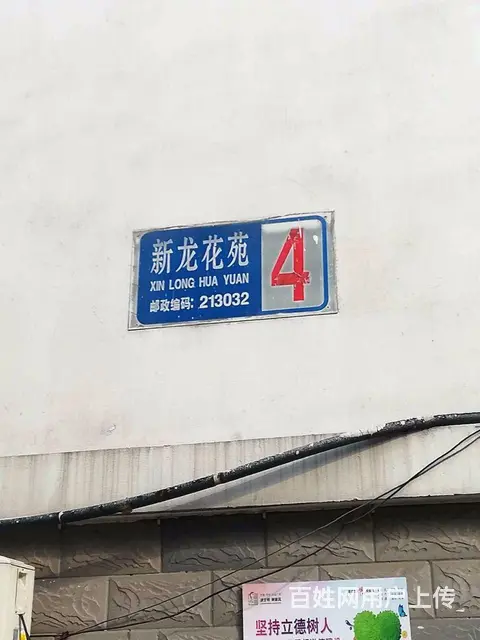 新龙花苑
XIN LONG HUA YUAN
邮政编码: 213032
4
百姓网用户上传
坚持立德树人